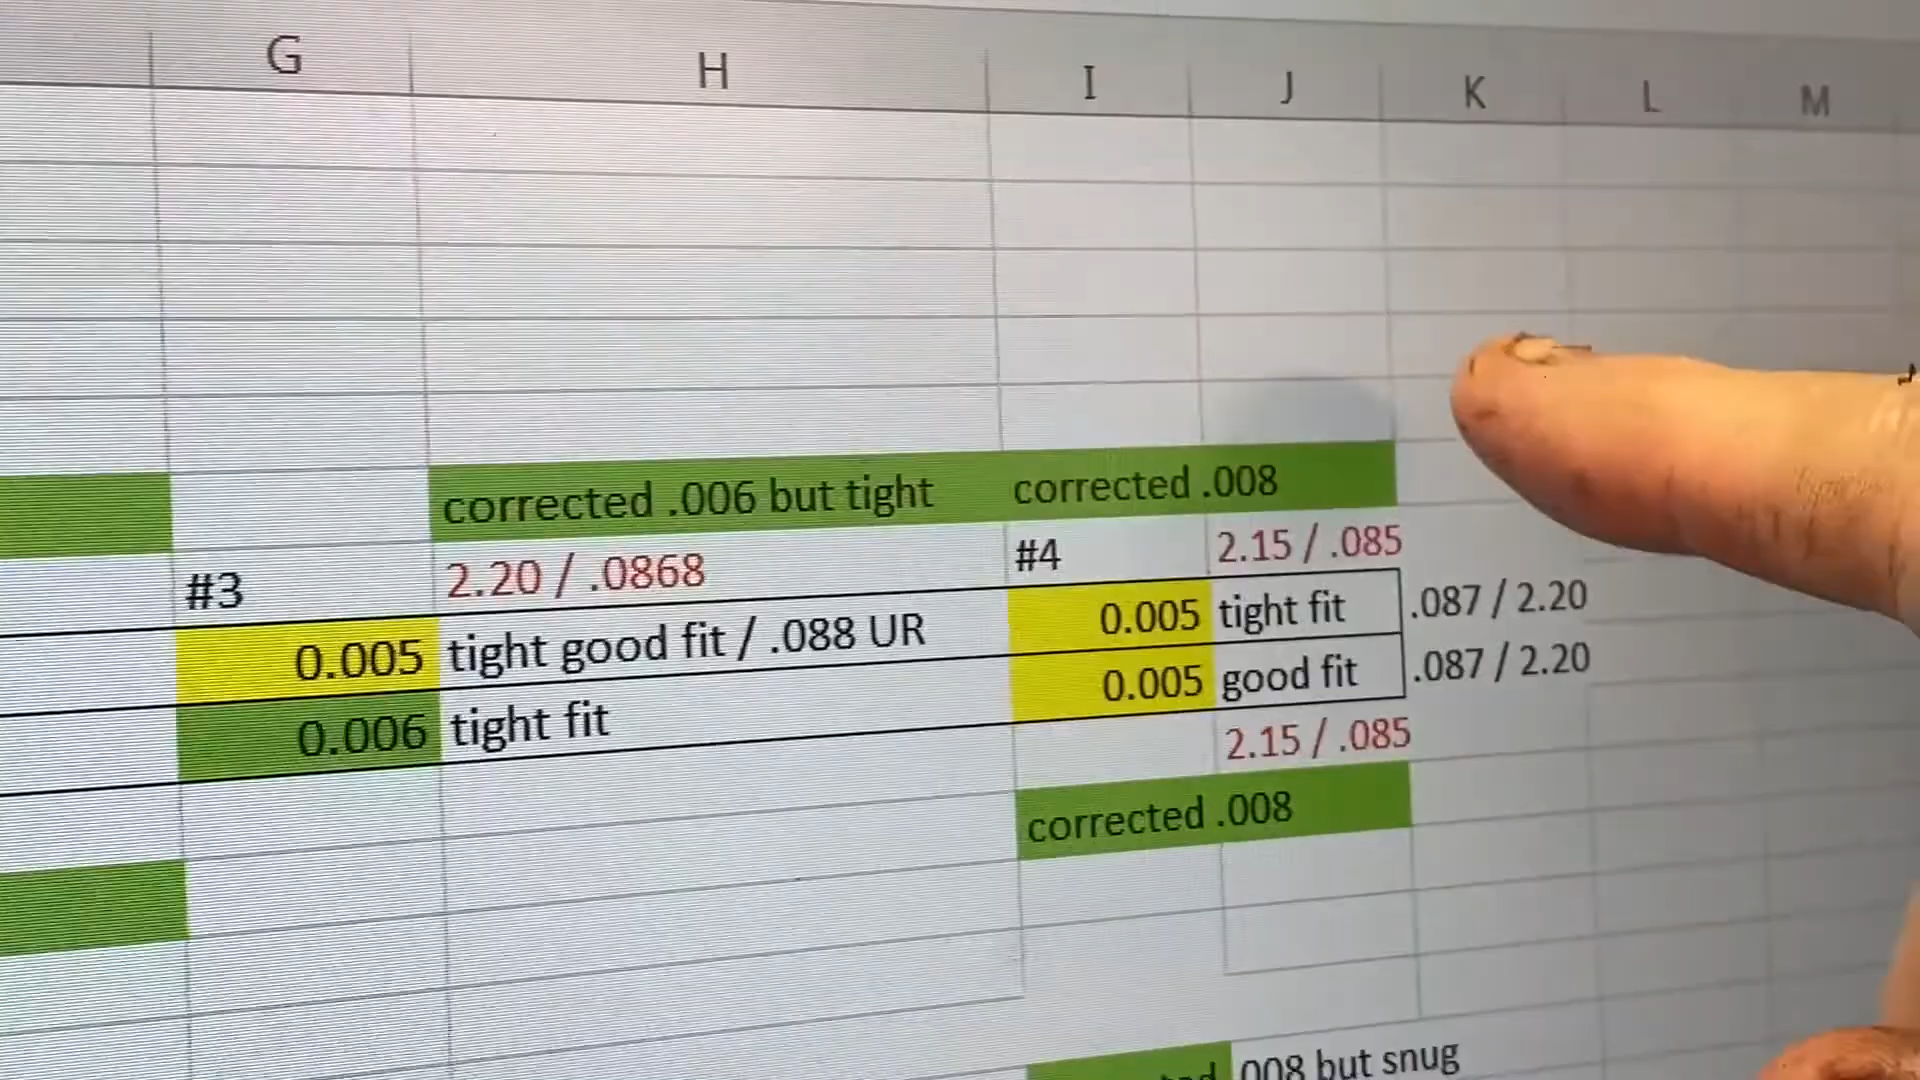 G H I J K L M
corrected .006 but tight corrected .008
#3 2.20 / .0868 #4 2.15 / .085
0.005 tight good fit / .088 UR 0.005 tight fit .087 / 2.20
0.006 tight fit 0.005 good fit .087 / 2.20
2.15 / .085
corrected .008
.008 but snug